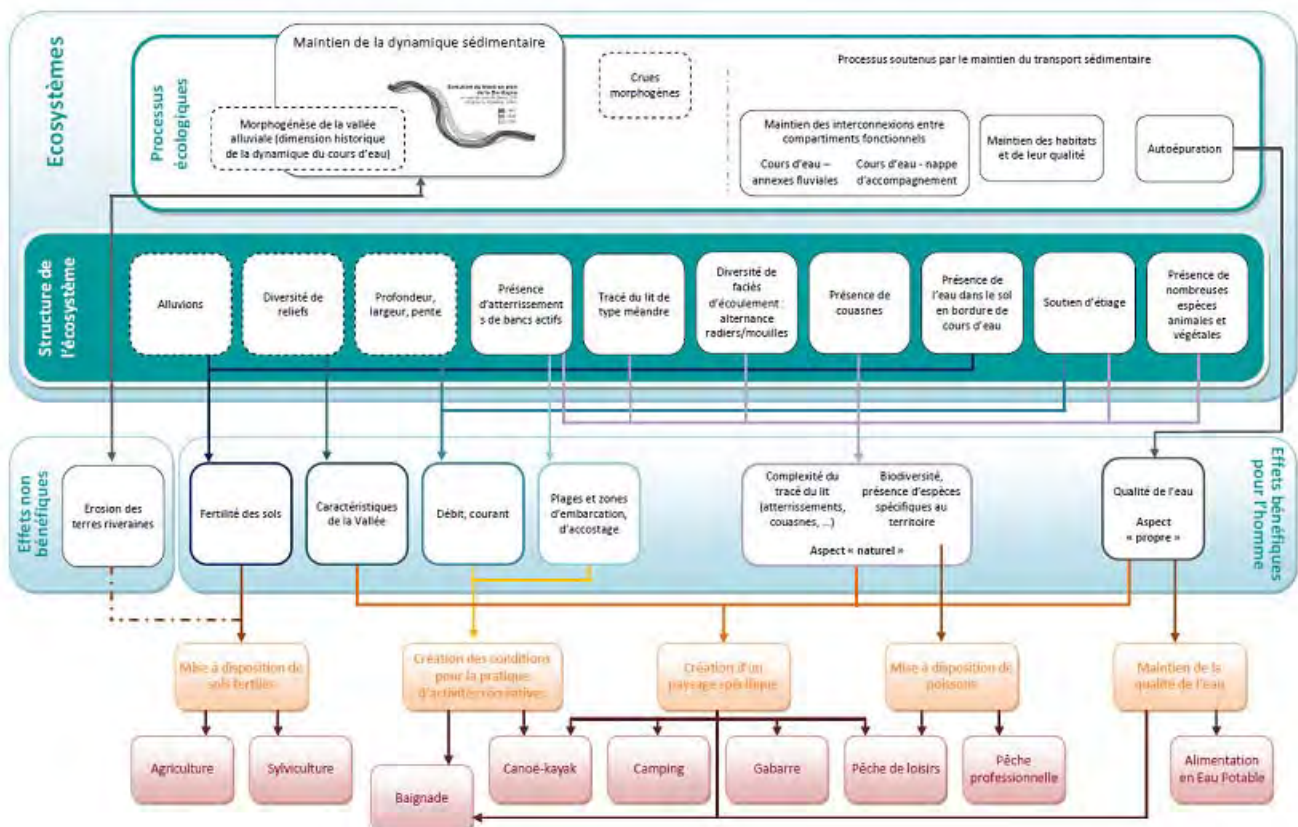 Ecosystèmes
Processus
écologiques
Maintien de la dynamique sédimentaire
Morphogénèse de la vallée
alluviale (dimension historique
de la dynamique du cours d'eau)
Crues
morphogènes
Processus soutenus par le maintien du transport sédimentaire
Maintien des interconnexions entre
compartiments fonctionnels
Cours d'eau –
annexes fluviales
Cours d'eau - nappe
d'accompagnement
Maintien des habitats
et de leur qualité
Autoépuration
Structure de
l'écosystème
Alluvions
Diversité de
reliefs
Profondeur,
largeur, pente
Présence
d'atterrissement
s de bancs actifs
Tracé du lit de
type méandre
Diversité de
faciès
d'écoulement :
alternance
radiers/mouilles
Présence de
couasnes
Présence de
l'eau dans le sol
en bordure de
cours d'eau
Soutien d'étiage
Présence de
nombreuses
espèces
animales et
végétales
Effets non
bénéfiques
Erosion des
terres riveraines
Fertilité des sols
Caractéristiques
de la Vallée
Débit, courant
Plages et zones
d'embarcation,
d'accostage
Complexité du
tracé du lit
(atterrissements,
couasnes, ...)
Biodiversité,
présence d'espèces
spécifiques au
territoire
Aspect « naturel »
Qualité de l'eau
Aspect
« propre »
Effets bénéfiques
pour l'homme
Mise à disposition de
sols fertiles
Création des conditions
pour la pratique
d'activités récréatives
Création d'un
paysage spécifique
Mise à disposition de
poissons
Maintien de la
qualité de l'eau
Agriculture
Sylviculture
Baignade
Canoë-kayak
Camping
Gabarre
Pêche de loisirs
Pêche
professionnelle
Alimentation
en Eau Potable